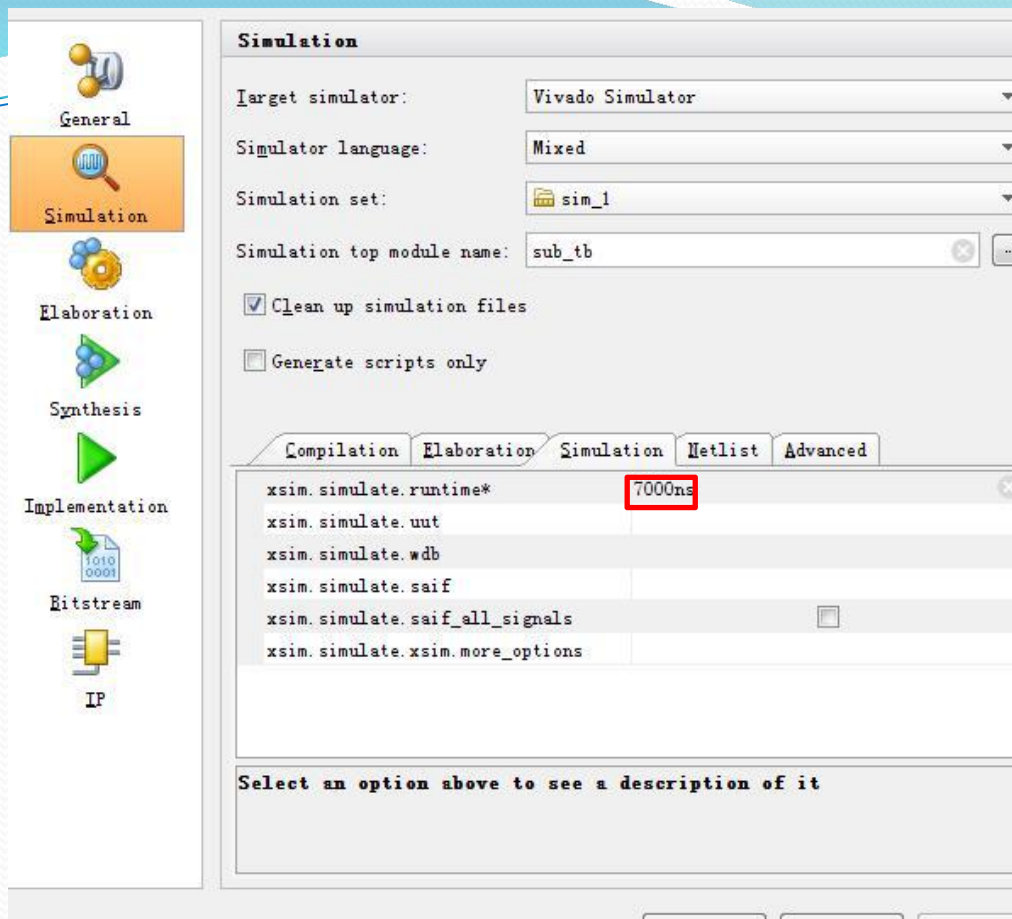 General
Simulation
Elaboration
Synthesis
Implementation
1010
0001
Bitstream
IP
Simulation
Target simulator: Vivado Simulator
Simulator language: Mixed
Simulation set: sim_1
Simulation top module name: sub_tb
Clean up simulation files
Generate scripts only
Compilation Elaboration Simulation Netlist Advanced
xsim.simulate.runtime* 7000ns
xsim.simulate.uut
xsim.simulate.wdb
xsim.simulate.saif
xsim.simulate.saif_all_signals
xsim.simulate.xsim.more_options
Select an option above to see a description of it